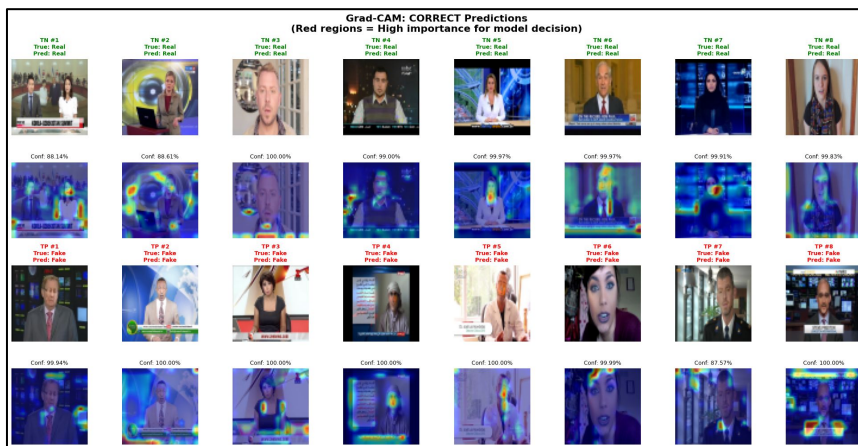 Grad-CAM: CORRECT Predictions
(Red regions = High importance for model decision)
TN #1 TN #2 TN #3 TN #4 TN #5 TN #6 TN #7 TN #8
True: Real True: Real True: Real True: Real True: Real True: Real True: Real True: Real
Pred: Real Pred: Real Pred: Real Pred: Real Pred: Real Pred: Real Pred: Real Pred: Real
Conf: 88.14% Conf: 88.61% Conf: 100.00% Conf: 99.00% Conf: 99.97% Conf: 99.97% Conf: 99.91% Conf: 99.83%
TP #1 TP #2 TP #3 TP #4 TP #5 TP #6 TP #7 TP #8
True: Fake True: Fake True: Fake True: Fake True: Fake True: Fake True: Fake True: Fake
Pred: Fake Pred: Fake Pred: Fake Pred: Fake Pred: Fake Pred: Fake Pred: Fake Pred: Fake
Conf: 99.94% Conf: 100.00% Conf: 100.00% Conf: 100.00% Conf: 100.00% Conf: 99.99% Conf: 87.57% Conf: 100.00%